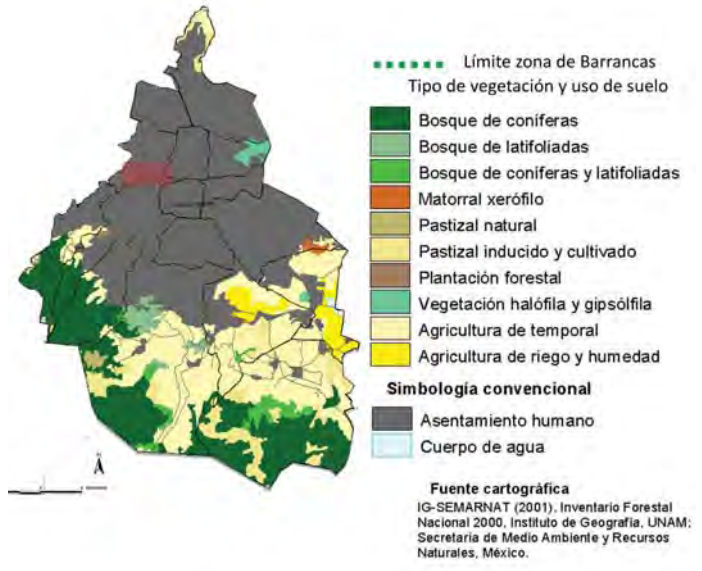 Límite zona de Barrancas
Tipo de vegetación y uso de suelo
Bosque de coníferas
Bosque de latifoliadas
Bosque de coníferas y latifoliadas
Matorral xerófilo
Pastizal natural
Pastizal inducido y cultivado
Plantación forestal
Vegetación halófila y gipsólfila
Agricultura de temporal
Agricultura de riego y humedad
Simbología convencional
Asentamiento humano
Cuerpo de agua
Fuente cartográfica
IG-SEMARNAT (2001), Inventario Forestal
Nacional 2000, Instituto de Geografía, UNAM;
Secretaria de Medio Ambiente y Recursos
Naturales, México.